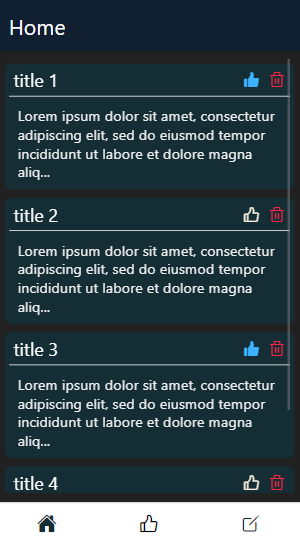 Home
title 1
Lorem ipsum dolor sit amet, consectetur
adipiscing elit, sed do eiusmod tempor
incididunt ut labore et dolore magna
aliq...
title 2
Lorem ipsum dolor sit amet, consectetur
adipiscing elit, sed do eiusmod tempor
incididunt ut labore et dolore magna
aliq...
title 3
Lorem ipsum dolor sit amet, consectetur
adipiscing elit, sed do eiusmod tempor
incididunt ut labore et dolore magna
aliq...
title 4